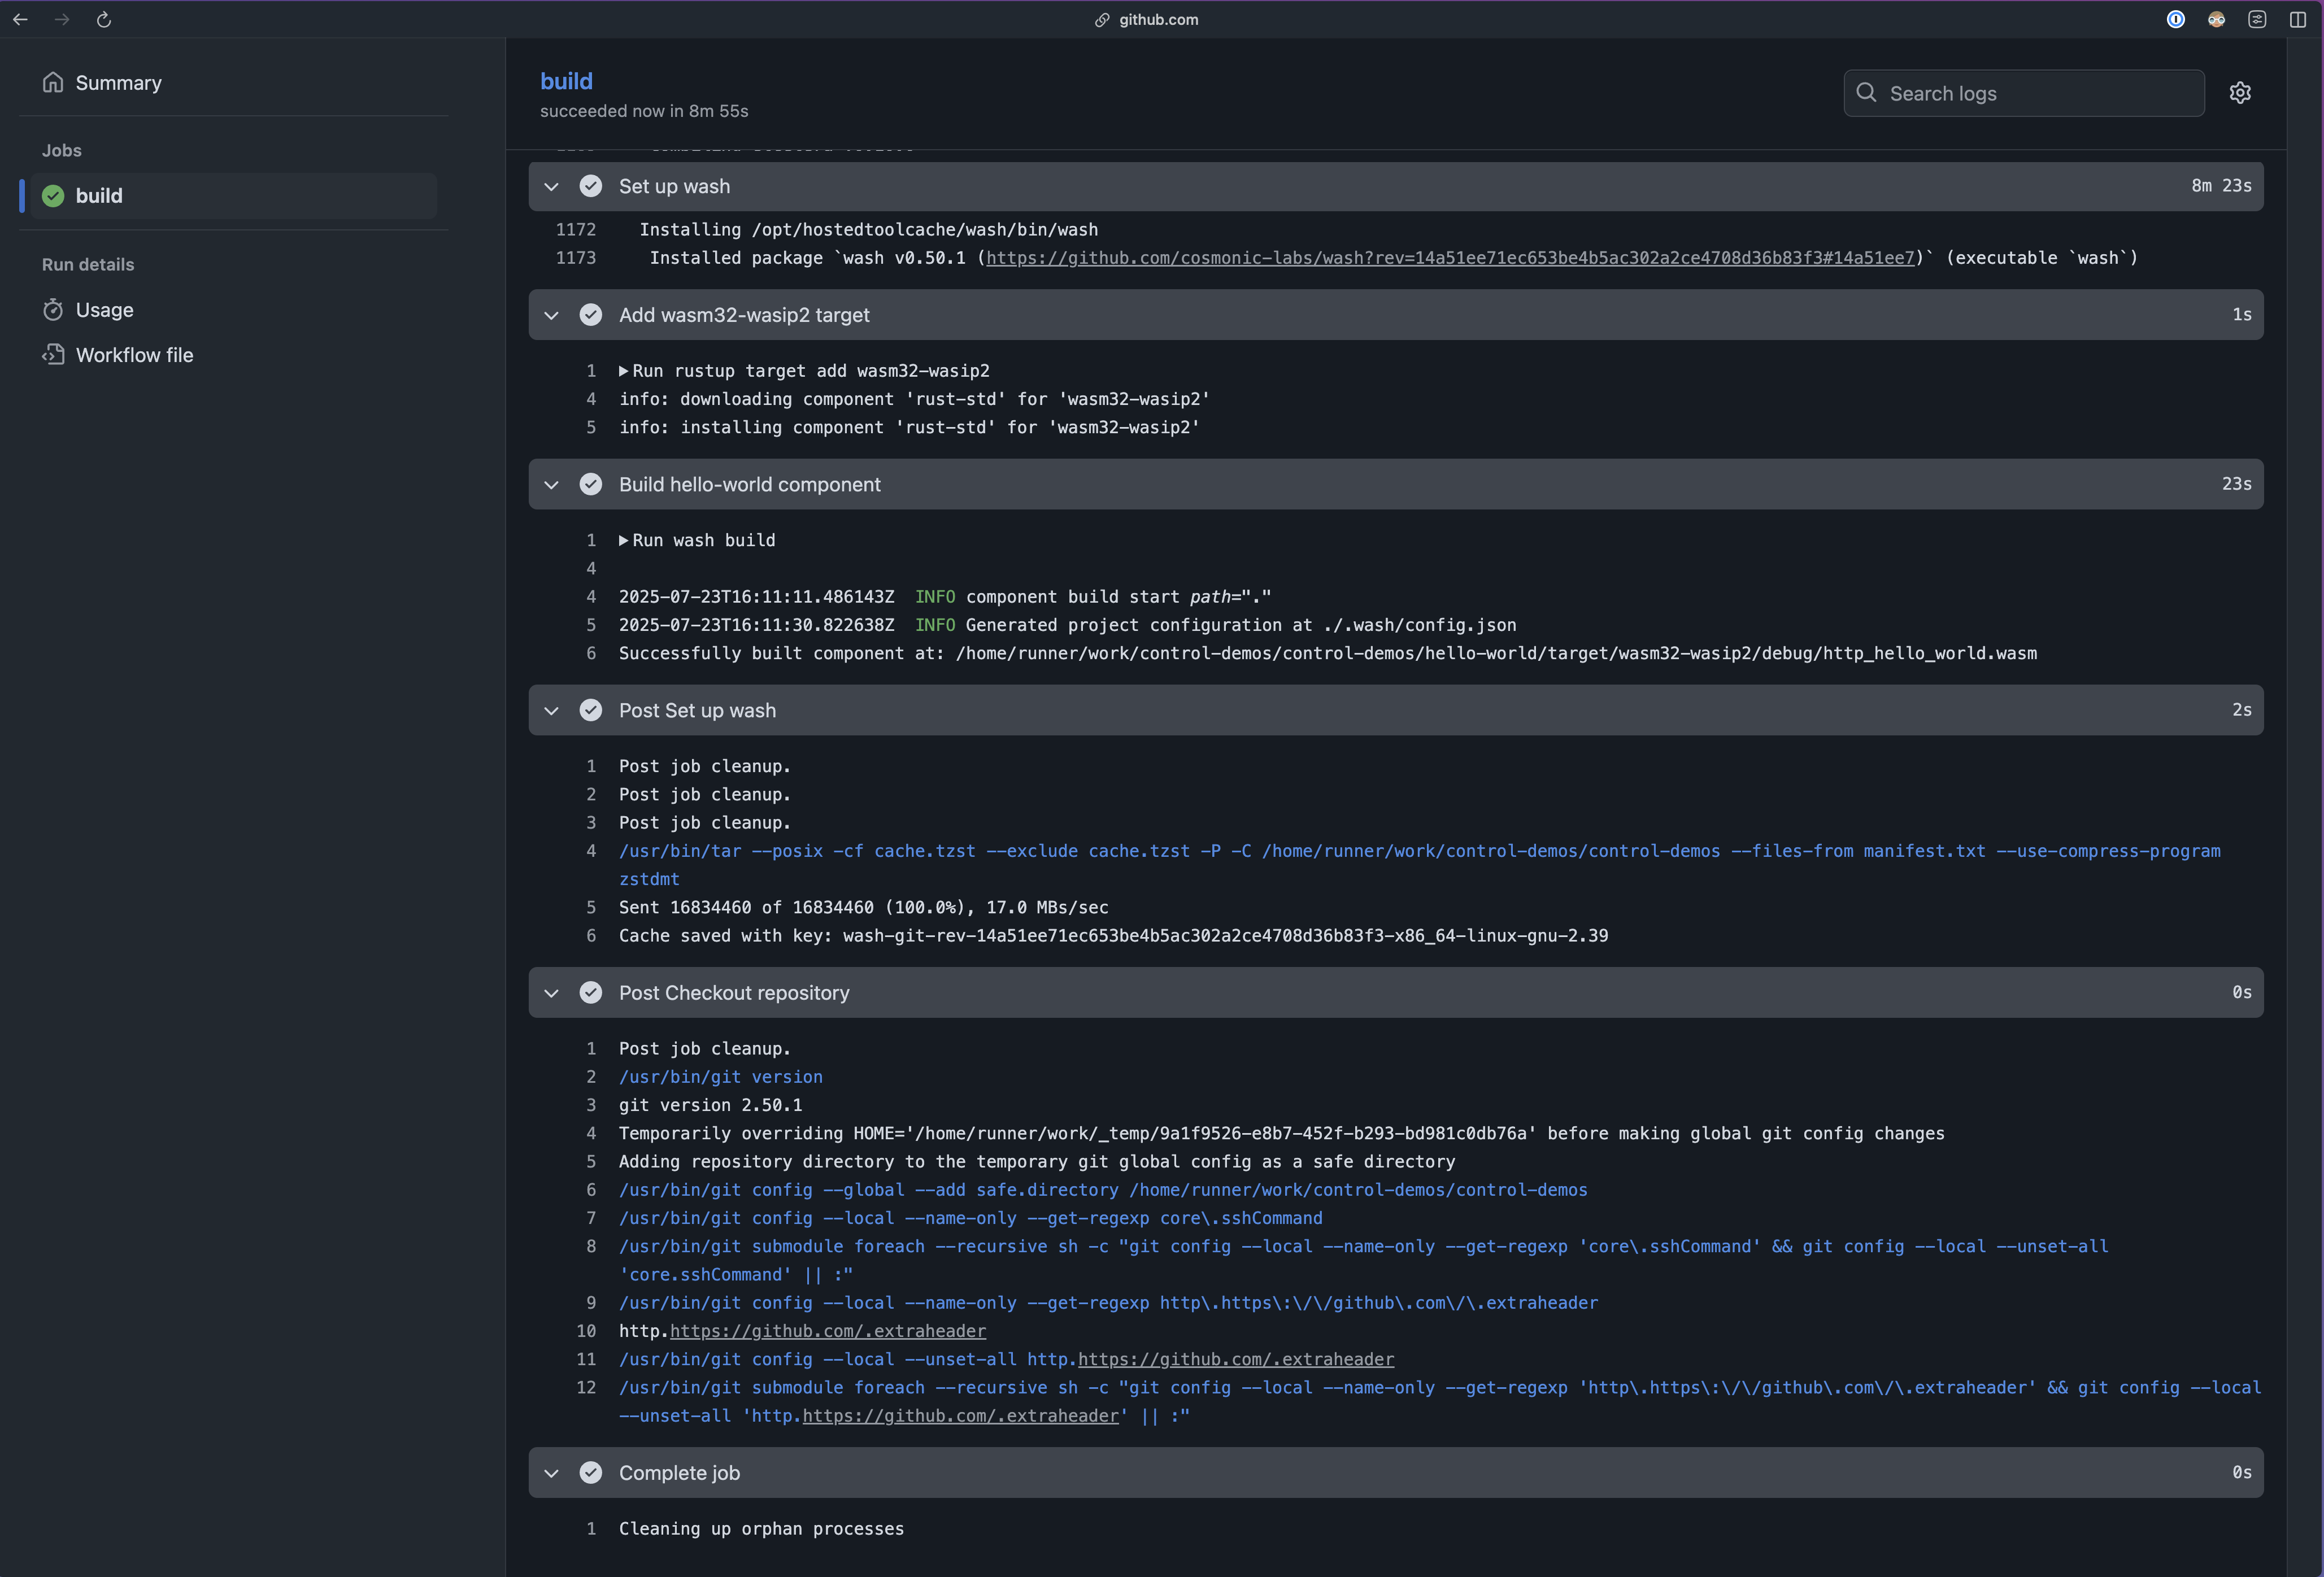 github.com
Summary
Jobs
build
Run details
Usage
Workflow file
build
succeeded now in 8m 55s
Search logs
Set up wash 8m 23s
1172 Installing /opt/hostedtoolcache/wash/bin/wash
1173 Installed package `wash v0.50.1 (https://github.com/cosmonic-labs/wash?rev=14a51ee71ec653be4b5ac302a2ce4708d36b83f3#14a51ee7)` (executable `wash`)
Add wasm32-wasip2 target 1s
1 Run rustup target add wasm32-wasip2
4 info: downloading component 'rust-std' for 'wasm32-wasip2'
5 info: installing component 'rust-std' for 'wasm32-wasip2'
Build hello-world component 23s
1 Run wash build
4
4 2025-07-23T16:11:11.486143Z INFO component build start path="."
5 2025-07-23T16:11:30.822638Z INFO Generated project configuration at ./.wash/config.json
6 Successfully built component at: /home/runner/work/control-demos/control-demos/hello-world/target/wasm32-wasip2/debug/http_hello_world.wasm
Post Set up wash 2s
1 Post job cleanup.
2 Post job cleanup.
3 Post job cleanup.
4 /usr/bin/tar --posix -cf cache.tzst --exclude cache.tzst -P -C /home/runner/work/control-demos/control-demos --files-from manifest.txt --use-compress-program
zstdmt
5 Sent 16834460 of 16834460 (100.0%), 17.0 MBs/sec
6 Cache saved with key: wash-git-rev-14a51ee71ec653be4b5ac302a2ce4708d36b83f3-x86_64-linux-gnu-2.39
Post Checkout repository 0s
1 Post job cleanup.
2 /usr/bin/git version
3 git version 2.50.1
4 Temporarily overriding HOME='/home/runner/work/_temp/9a1f9526-e8b7-452f-b293-bd981c0db76a' before making global git config changes
5 Adding repository directory to the temporary git global config as a safe directory
6 /usr/bin/git config --global --add safe.directory /home/runner/work/control-demos/control-demos
7 /usr/bin/git config --local --name-only --get-regexp core\.sshCommand
8 /usr/bin/git submodule foreach --recursive sh -c "git config --local --name-only --get-regexp 'core\.sshCommand' && git config --local --unset-all
'core.sshCommand' || :"
9 /usr/bin/git config --local --name-only --get-regexp http\.https\:\/\/github\.com\/\.extraheader
10 http.https://github.com/.extraheader
11 /usr/bin/git config --local --unset-all http.https://github.com/.extraheader
12 /usr/bin/git submodule foreach --recursive sh -c "git config --local --name-only --get-regexp 'http\.https\:\/\/github\.com\/\.extraheader' && git config --local
--unset-all 'http.https://github.com/.extraheader' || :"
Complete job 0s
1 Cleaning up orphan processes